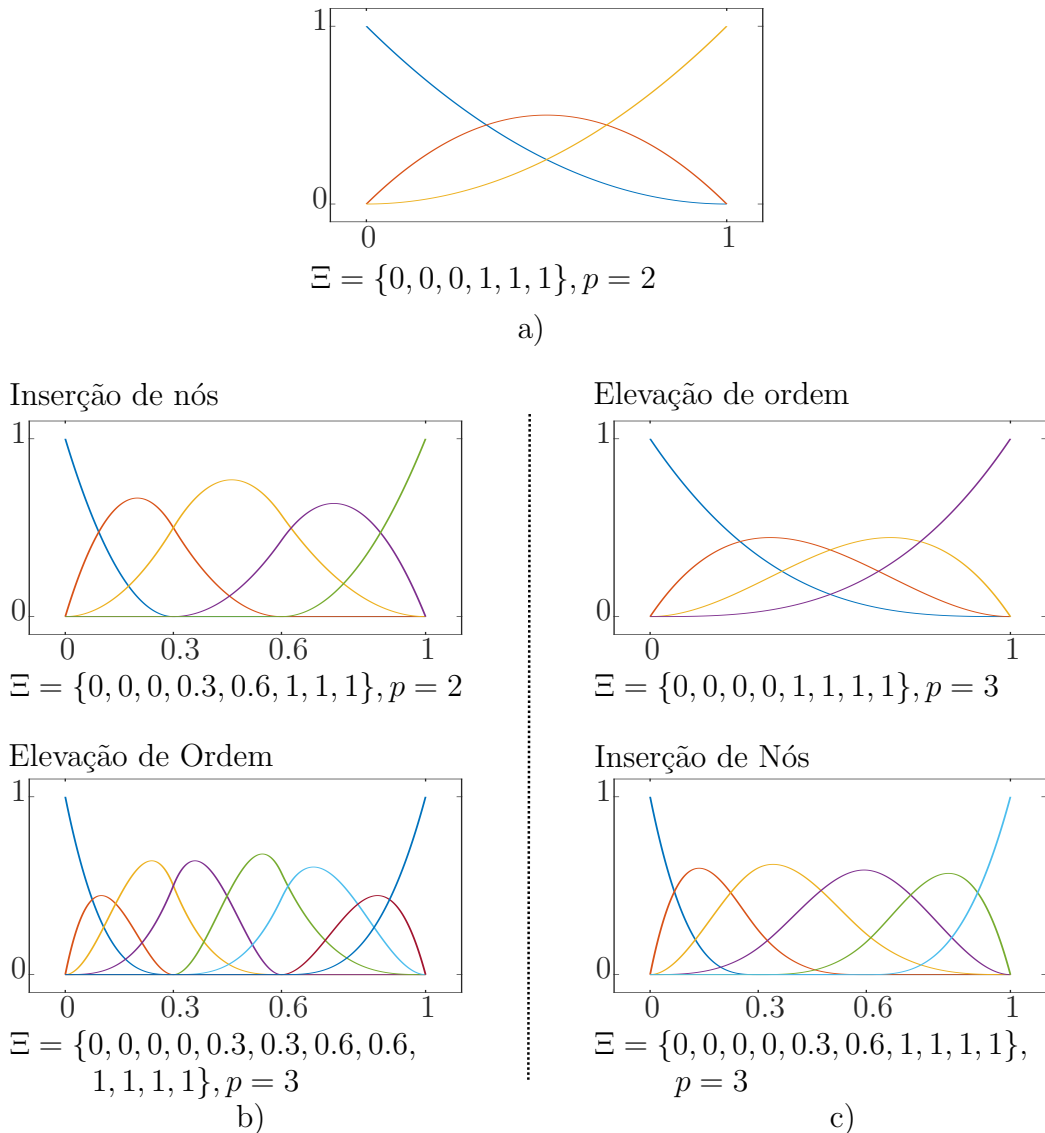 1
0
0 1
Ξ = {0, 0, 0, 1, 1, 1}, p = 2
a)
Inserção de nós
1
0
0 0.3 0.6 1
Ξ = {0, 0, 0, 0.3, 0.6, 1, 1, 1}, p = 2
Elevação de Ordem
1
0
0 0.3 0.6 1
Ξ = {0, 0, 0, 0, 0.3, 0.3, 0.6, 0.6,
1, 1, 1, 1}, p = 3
b)
Elevação de ordem
1
0
0 1
Ξ = {0, 0, 0, 0, 1, 1, 1, 1}, p = 3
Inserção de Nós
1
0
0 0.3 0.6 1
Ξ = {0, 0, 0, 0, 0.3, 0.6, 1, 1, 1, 1},
p = 3
c)